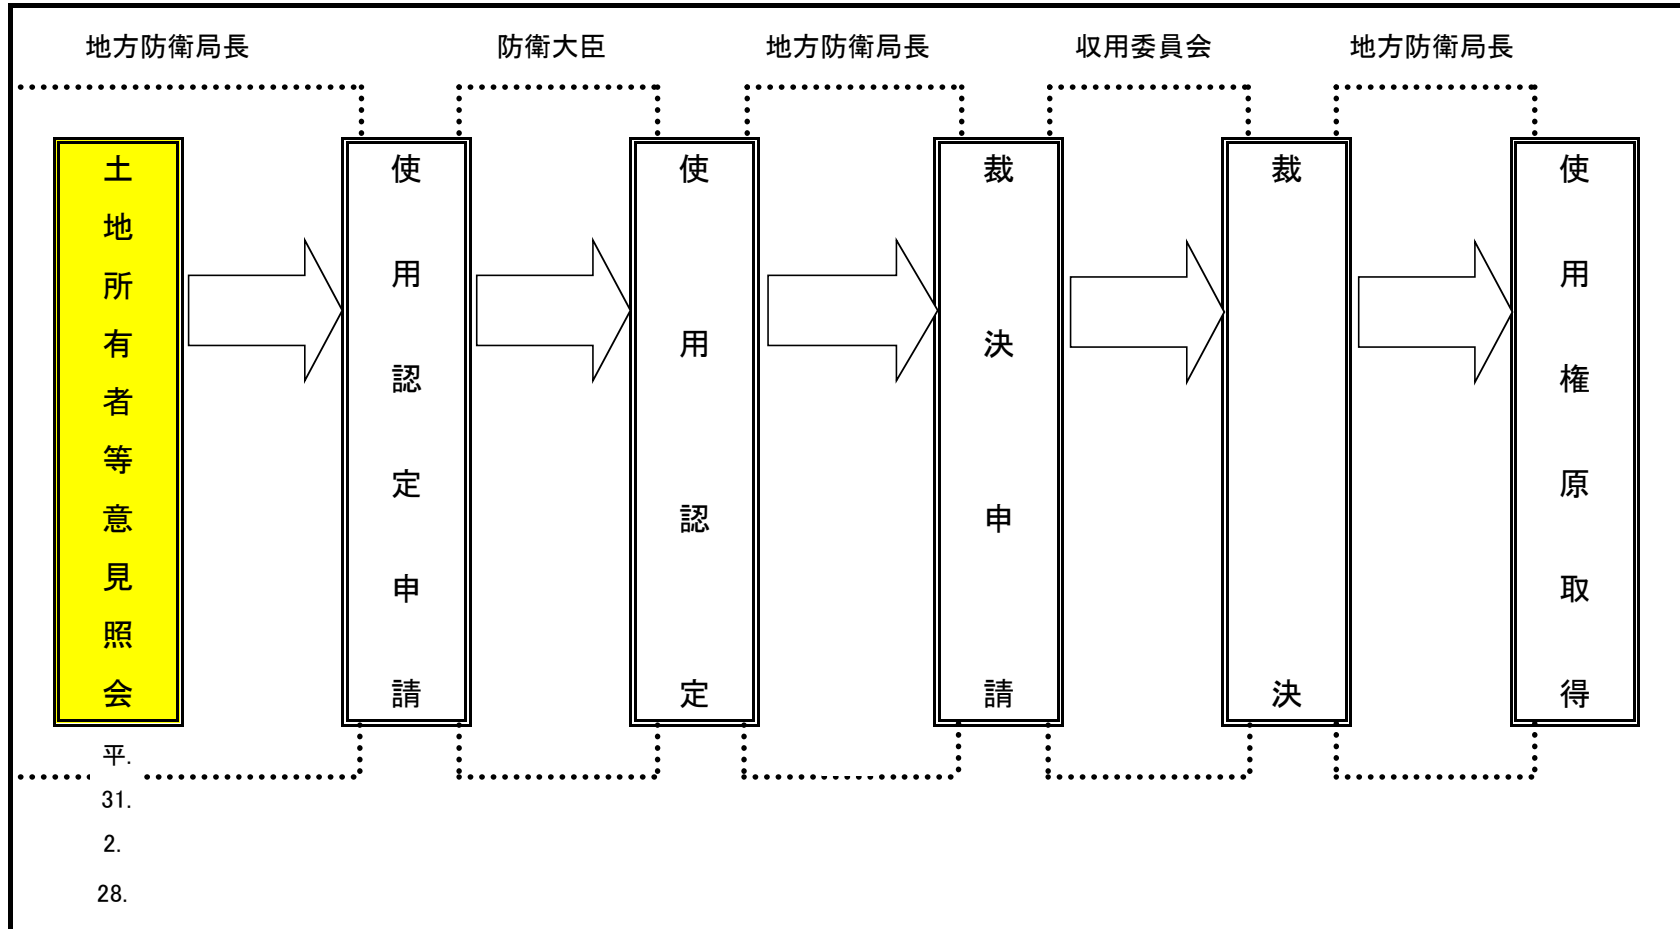 地方防衛局長
防衛大臣
地方防衛局長
収用委員会
地方防衛局長
土地所有者等意見照会
使用認定申請
使用認定
裁決申請
裁決
使用権原取得
平.
31.
2.
28.